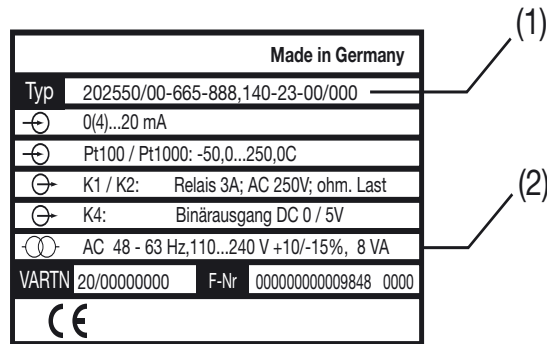 (1)
Made in Germany
Typ 202550/00-665-888,140-23-00/000
0(4)...20 mA
Pt100 / Pt1000: -50,0...250,0C
K1 / K2: Relais 3A; AC 250V; ohm. Last
(2)
K4: Binärausgang DC 0 / 5V
AC 48 - 63 Hz,110...240 V +10/-15%, 8 VA
VARTN 20/00000000 F-Nr 000000000009848 0000
CE